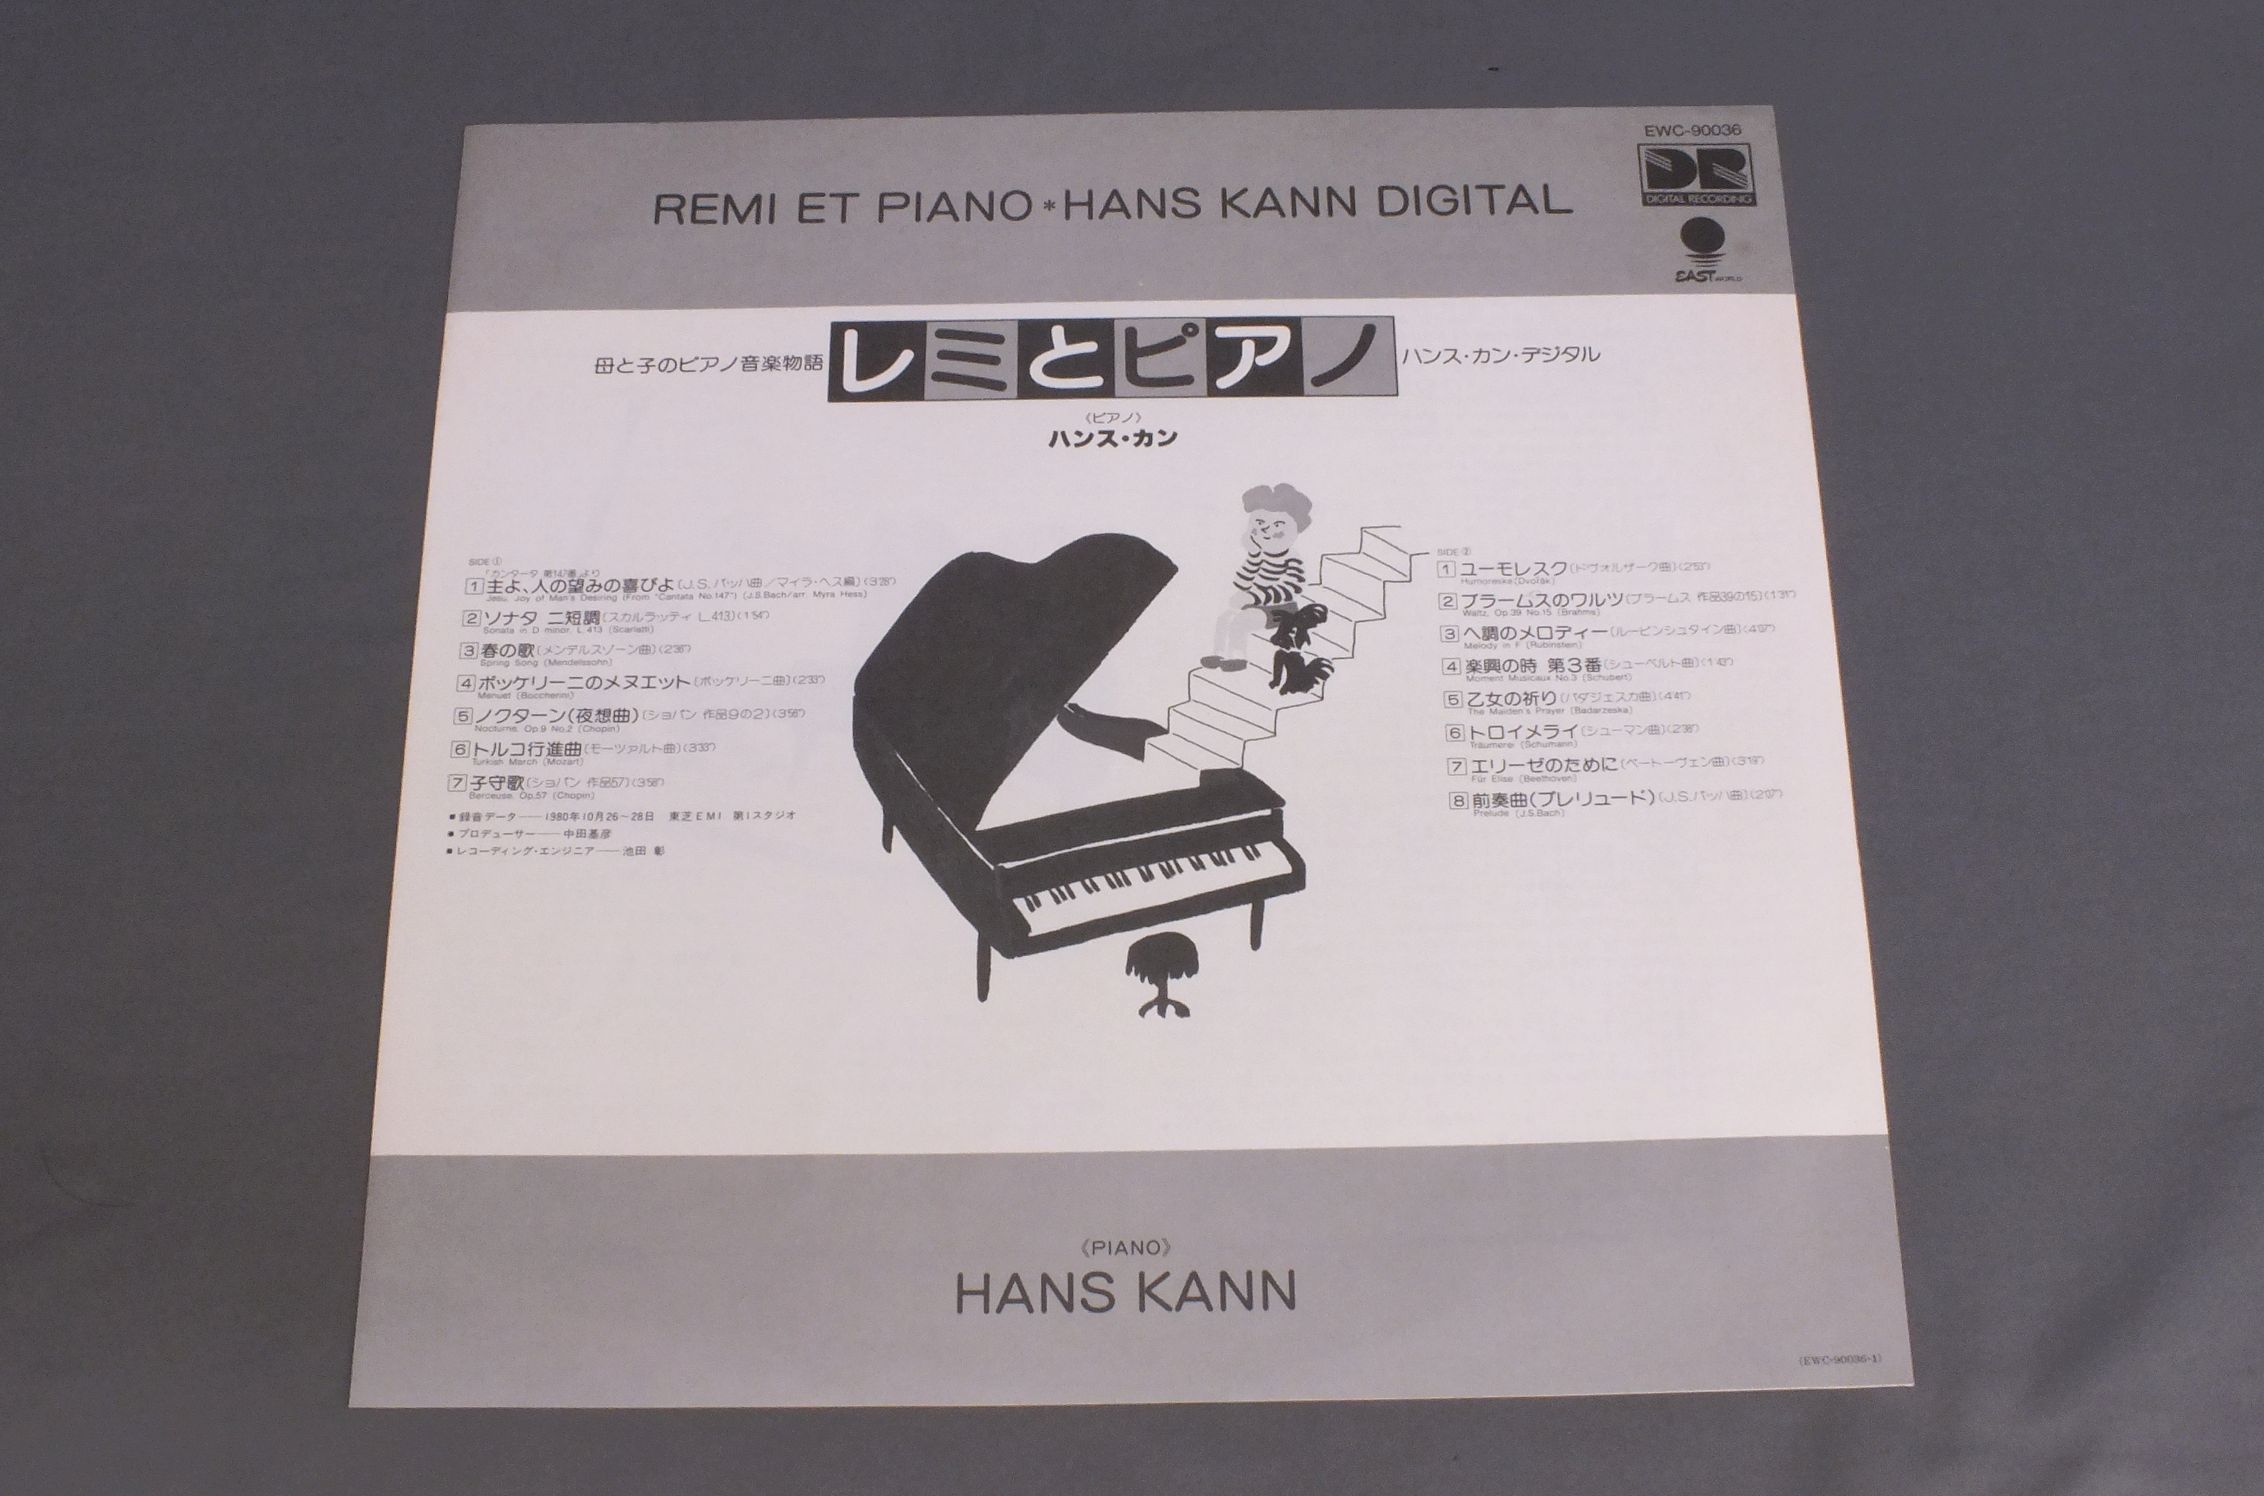 EWC-90036
DR
DIGITAL RECORDING
REMI ET PIANO*HANS KANN DIGITAL
EAST WORLD
母と子のピアノ音楽物語 レミとピアノ ハンス・カン・デジタル
《ピアノ》
ハンス・カン
SIDE ①
「カンタータ 第147番」より
1 主よ、人の望みの喜びよ(J.S.バッハ曲/マイラ・ヘス編)(3'28")
Jesu, Joy of Man's Desiring (From "Cantata No.147") (J.S.Bach/arr. Myra Hess)
2 ソナタ ニ短調(スカルラッティ L.413)(1'54")
Sonata in D minor, L.413 (Scarlatti)
3 春の歌(メンデルスゾーン曲)(2'36")
Spring Song (Mendelssohn)
4 ボッケリーニのメヌエット(ボッケリーニ曲)(2'33")
Menuet (Boccherini)
5 ノクターン(夜想曲)(ショパン 作品9の2)(3'56")
Nocturne, Op.9 No.2 (Chopin)
6 トルコ行進曲(モーツァルト曲)(3'33")
Turkish March (Mozart)
7 子守歌(ショパン 作品57)(3'58")
Berceuse, Op.57 (Chopin)
■録音データ──1980年10月26～28日 東芝EMI 第1スタジオ
■プロデューサー──中田基彦
■レコーディング・エンジニア──池田 彰
SIDE ②
1 ユーモレスク(ドヴォルザーク曲)(2'53")
Humoreske (Dvořák)
2 ブラームスのワルツ(ブラームス 作品39の15)(1'31")
Waltz, Op.39 No.15 (Brahms)
3 ヘ調のメロディー(ルービンシュタイン曲)(4'07")
Melody in F (Rubinstein)
4 楽興の時 第3番(シューベルト曲)(1'43")
Moment Musicaux No.3 (Schubert)
5 乙女の祈り(バダジェスカ曲)(4'41")
The Maiden's Prayer (Badarzeska)
6 トロイメライ(シューマン曲)(2'38")
Träumerei (Schumann)
7 エリーゼのために(ベートーヴェン曲)(3'19")
Für Elise (Beethoven)
8 前奏曲(プレリュード)(J.S.バッハ曲)(2'07")
Prelude (J.S.Bach)
《PIANO》
HANS KANN
(EWC-90036-1)